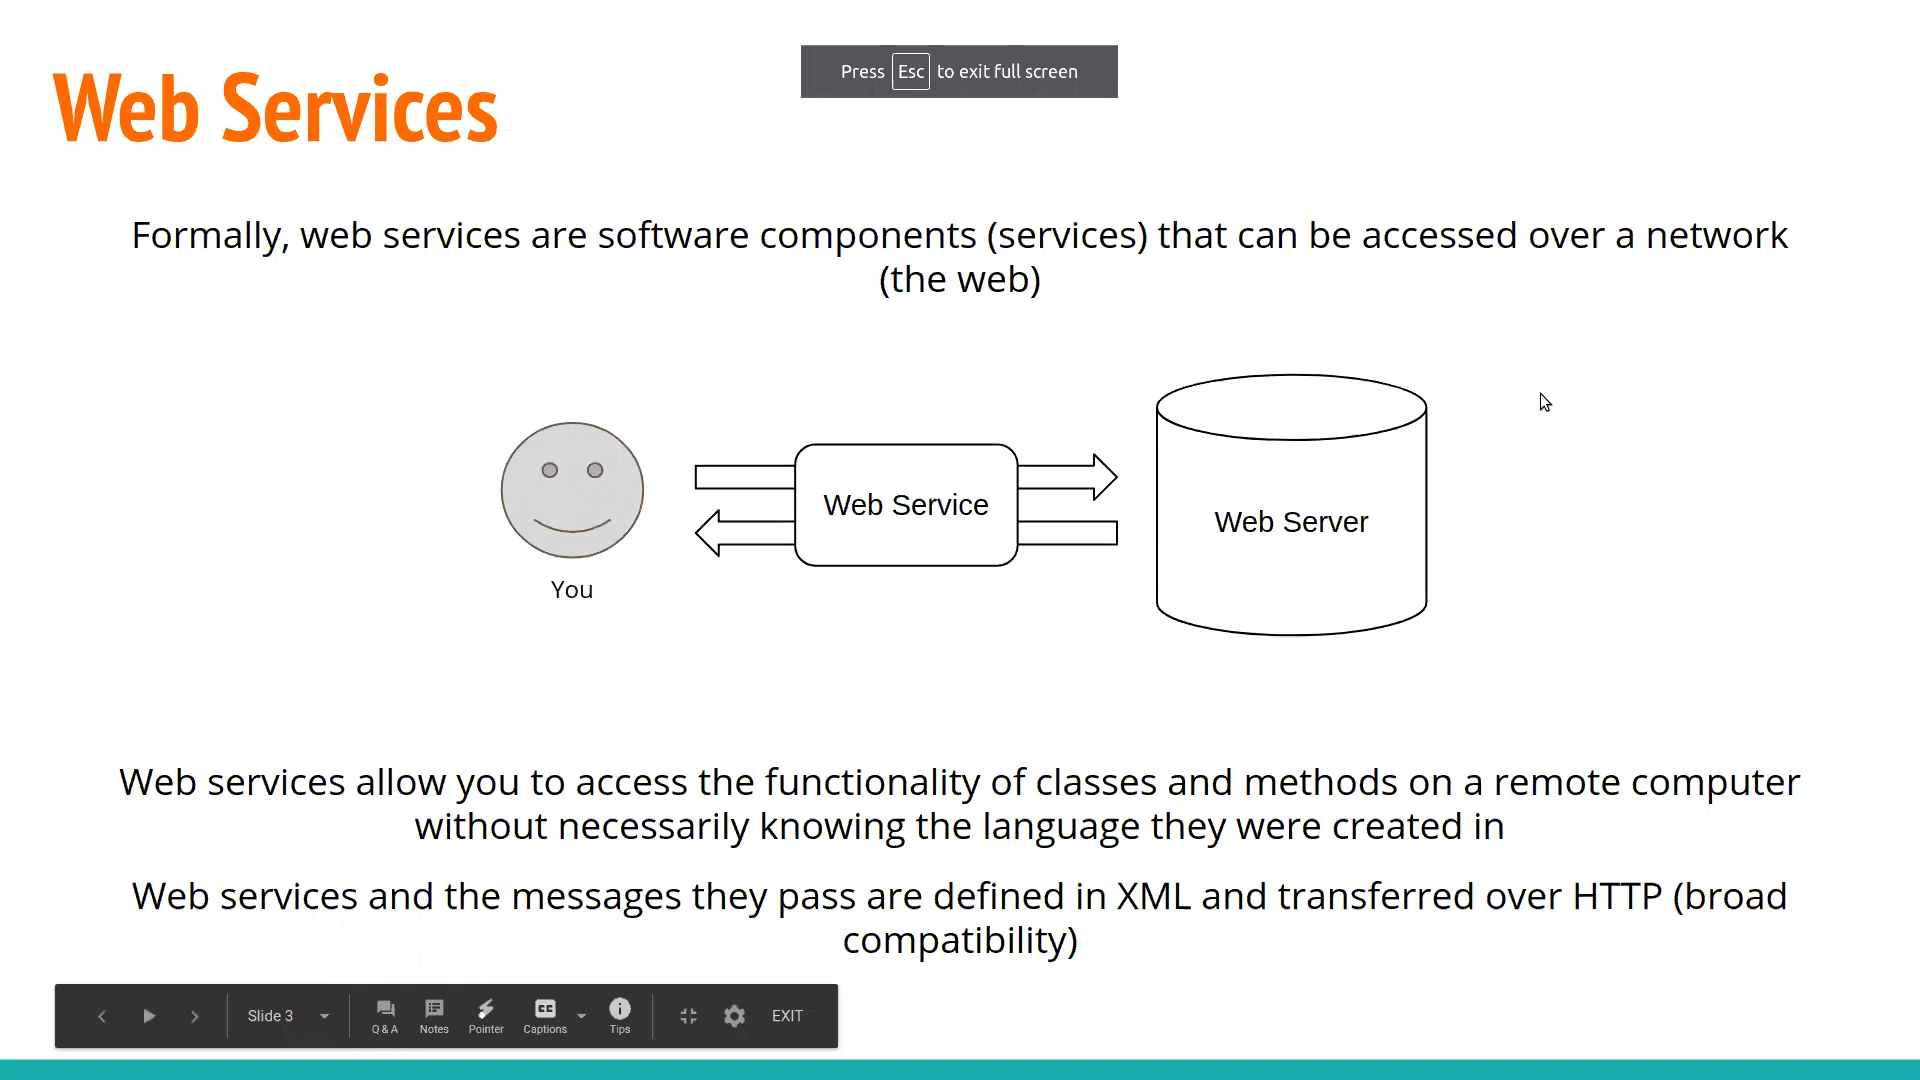 Press Esc to exit full screen
Web Services
Formally, web services are software components (services) that can be accessed over a network
(the web)
Web Service
Web Server
You
Web services allow you to access the functionality of classes and methods on a remote computer
without necessarily knowing the language they were created in
Web services and the messages they pass are defined in XML and transferred over HTTP (broad
compatibility)
Slide 3
Q & A
Notes
Pointer
CC
Captions
Tips
EXIT